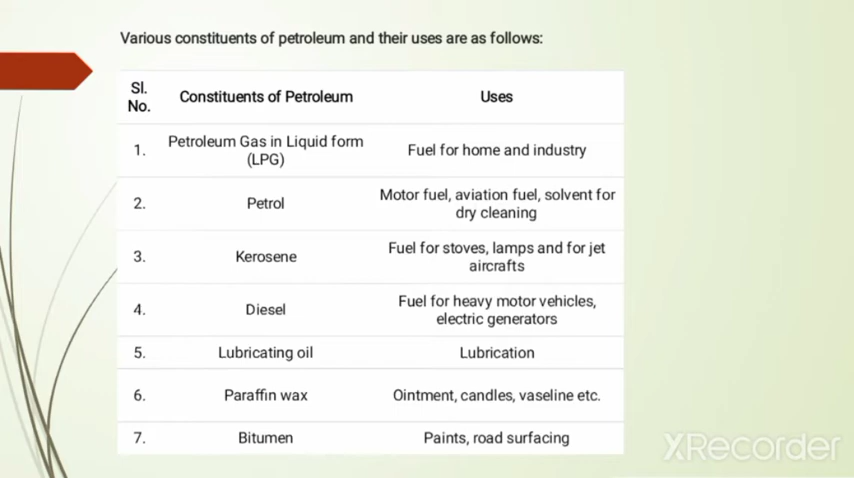 Various constituents of petroleum and their uses are as follows:
Sl.
No.
Constituents of Petroleum
Uses
1.
Petroleum Gas in Liquid form
(LPG)
Fuel for home and industry
2.
Petrol
Motor fuel, aviation fuel, solvent for
dry cleaning
3.
Kerosene
Fuel for stoves, lamps and for jet
aircrafts
4.
Diesel
Fuel for heavy motor vehicles,
electric generators
5.
Lubricating oil
Lubrication
6.
Paraffin wax
Ointment, candles, vaseline etc.
7.
Bitumen
Paints, road surfacing
XRecorder